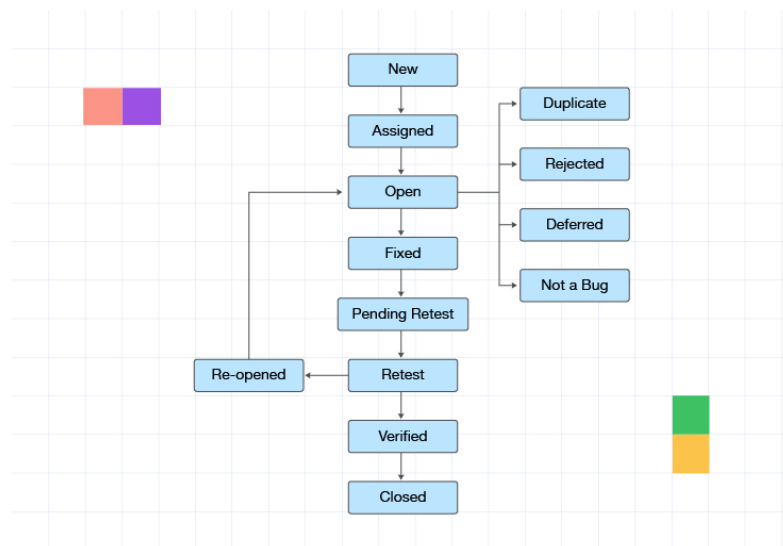 New
Duplicate
Assigned
Rejected
Open
Deferred
Fixed
Not a Bug
Pending Retest
Re-opened
Retest
Verified
Closed